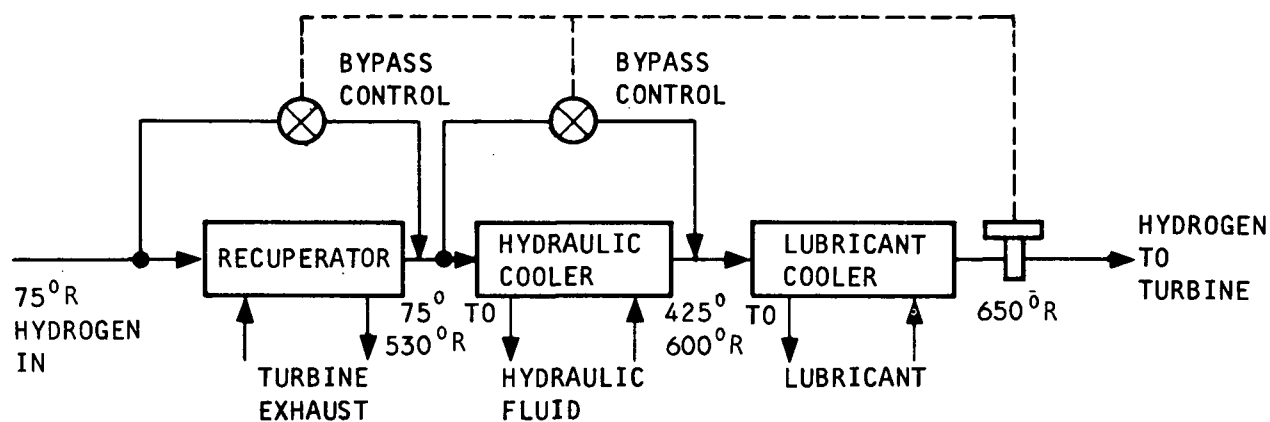 BYPASS
CONTROL
BYPASS
CONTROL
RECUPERATOR
HYDRAULIC
COOLER
LUBRICANT
COOLER
HYDROGEN
TO
TURBINE
75°R
HYDROGEN
IN
75° TO
530°R
425° TO
600°R
650°R
TURBINE
EXHAUST
HYDRAULIC
FLUID
LUBRICANT